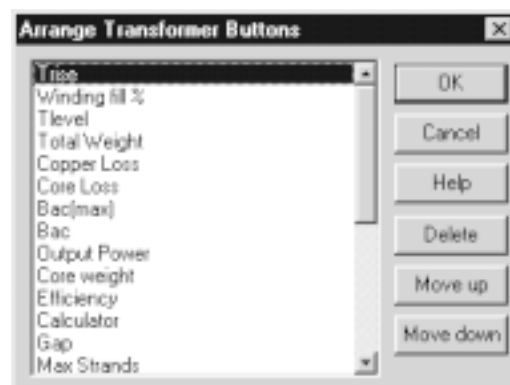 Arrange Transformer Buttons
Trise
Winding fill %
Tlevel
Total Weight
Copper Loss
Core Loss
Bac(max)
Bac
Output Power
Core weight
Efficiency
Calculator
Gap
Max Strands
OK
Cancel
Help
Delete
Move up
Move down